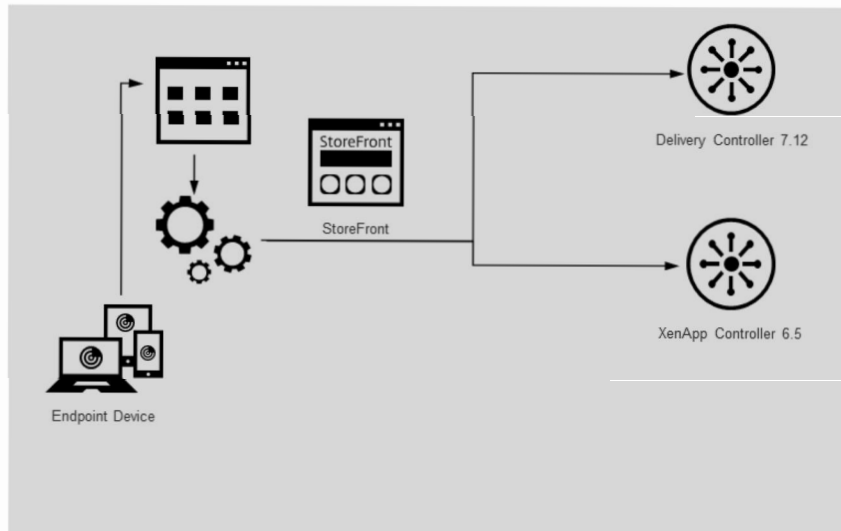 Delivery Controller 7.12
StoreFront
StoreFront
XenApp Controller 6.5
Endpoint Device